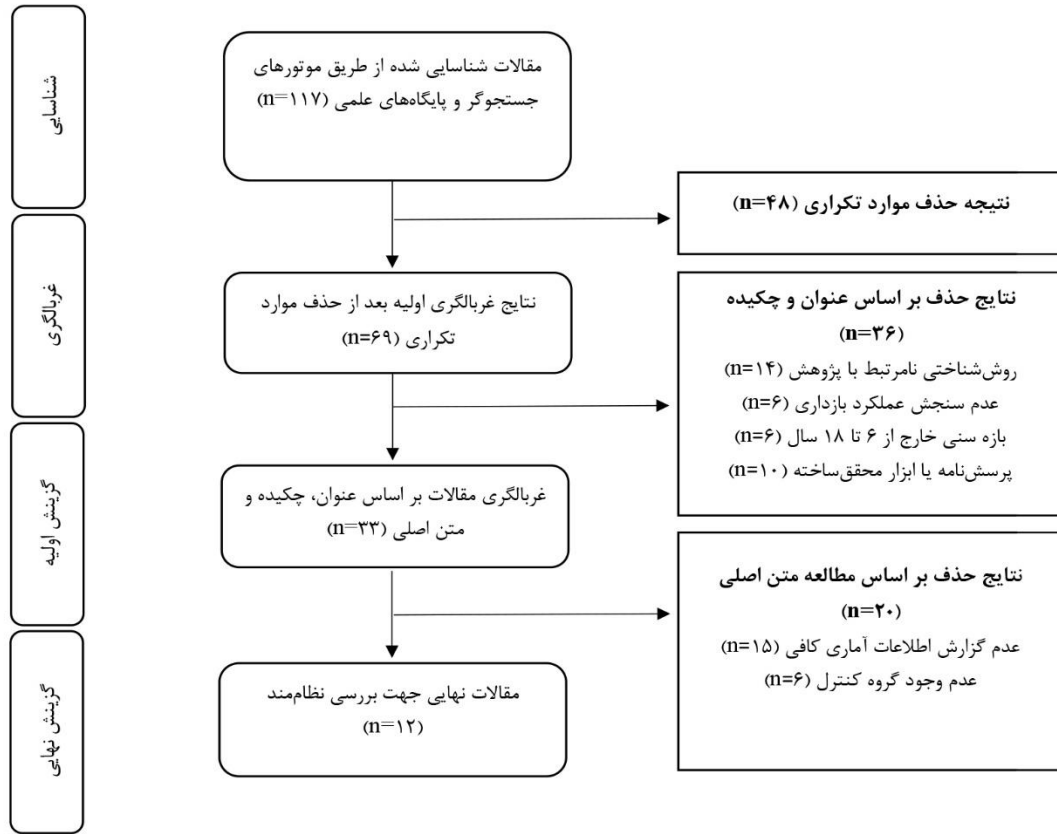 شناسایی
مقالات شناسایی شده از طریق موتورهای
جستجوگر و پایگاه‌های علمی (n=۱۱۷)
نتیجه حذف موارد تکراری (n=۴۸)
غربالگری
نتایج غربالگری اولیه بعد از حذف موارد
تکراری (n=۶۹)
نتایج حذف بر اساس عنوان و چکیده
(n=۳۶)
روش‌شناختی نامرتبط با پژوهش (n=۱۴)
عدم سنجش عملکرد بازداری (n=۶)
بازه سنی خارج از ۶ تا ۱۸ سال (n=۶)
پرسش‌نامه یا ابزار محقق‌ساخته (n=۱۰)
گزینش اولیه
غربالگری مقالات بر اساس عنوان، چکیده و
متن اصلی (n=۳۳)
نتایج حذف بر اساس مطالعه متن اصلی
(n=۲۰)
عدم گزارش اطلاعات آماری کافی (n=۱۵)
عدم وجود گروه کنترل (n=۶)
گزینش نهایی
مقالات نهایی جهت بررسی نظام‌مند
(n=۱۲)